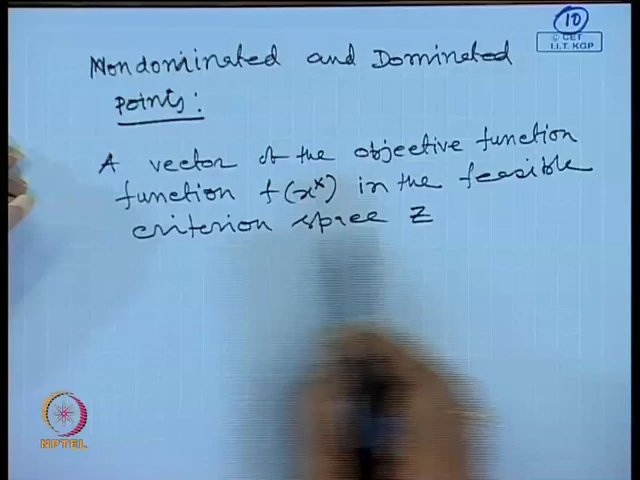 10
© CET
I.I.T. KGP
Nondominated and Dominated
points:
A vector of the objective function
function f(x*) in the feasible
criterion space Z
NPTEL